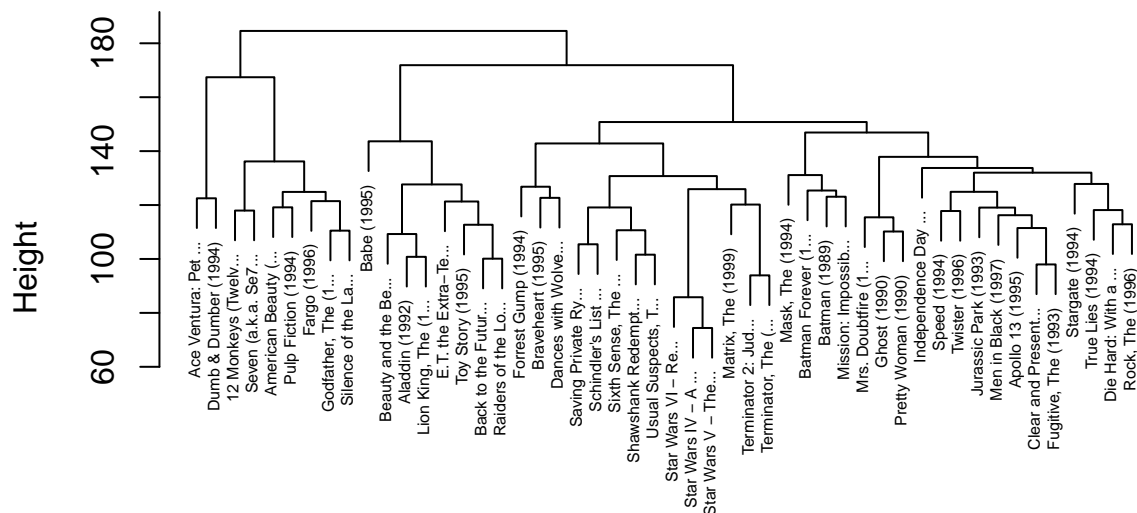 Height
180
140
100
60
Ace Ventura: Pet ...
Dumb & Dumber (1994)
12 Monkeys (Twelv...
Seven (a.k.a. Se7...
American Beauty (...
Pulp Fiction (1994)
Fargo (1996)
Godfather, The (1...
Silence of the La...
Babe (1995)
Beauty and the Be...
Aladdin (1992)
Lion King, The (1...
E.T. the Extra−Te...
Toy Story (1995)
Back to the Futur...
Raiders of the Lo...
Forrest Gump (1994)
Braveheart (1995)
Dances with Wolve...
Saving Private Ry...
Schindler's List ...
Sixth Sense, The ...
Shawshank Redempt...
Usual Suspects, T...
Star Wars VI − Re...
Star Wars IV − A ...
Star Wars V − The...
Matrix, The (1999)
Terminator 2: Jud...
Terminator, The (...
Mask, The (1994)
Batman Forever (1...
Batman (1989)
Mission: Impossib...
Mrs. Doubtfire (1...
Ghost (1990)
Pretty Woman (1990)
Independence Day ...
Speed (1994)
Twister (1996)
Jurassic Park (1993)
Men in Black (1997)
Apollo 13 (1995)
Clear and Present...
Fugitive, The (1993)
Stargate (1994)
True Lies (1994)
Die Hard: With a ...
Rock, The (1996)